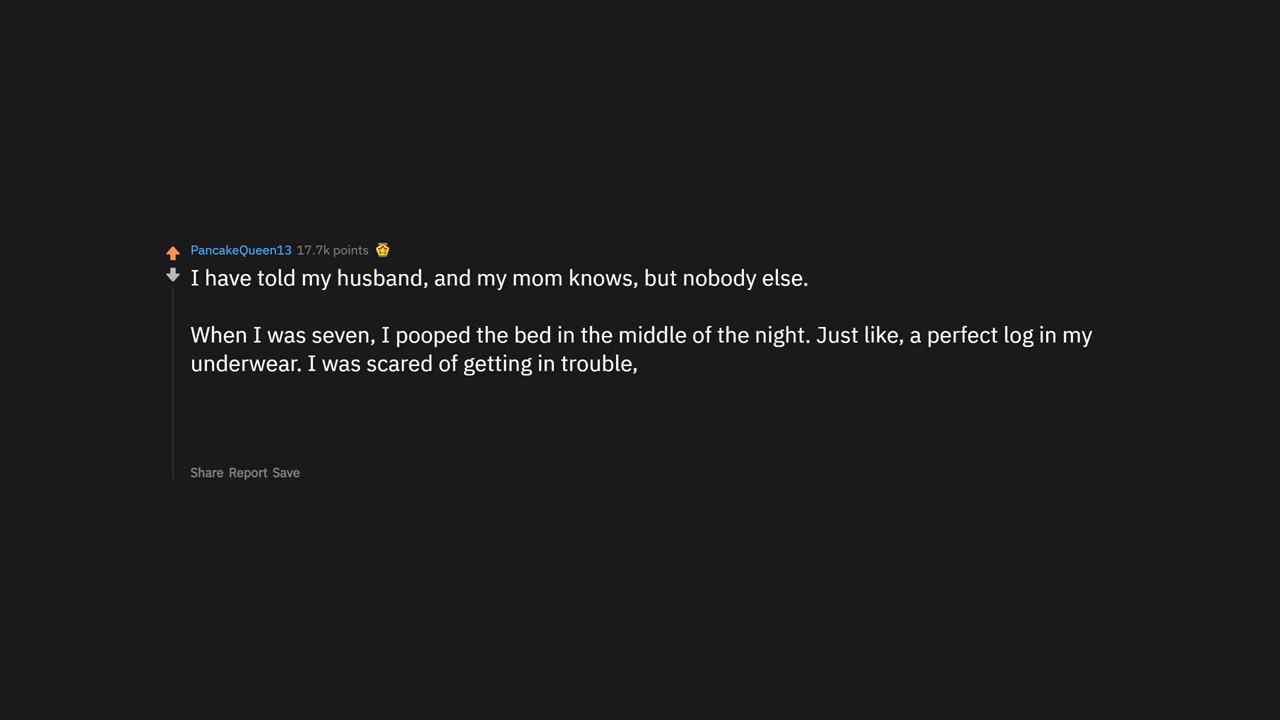 PancakeQueen13 17.7k points
I have told my husband, and my mom knows, but nobody else.
When I was seven, I pooped the bed in the middle of the night. Just like, a perfect log in my
underwear. I was scared of getting in trouble,
Share Report Save